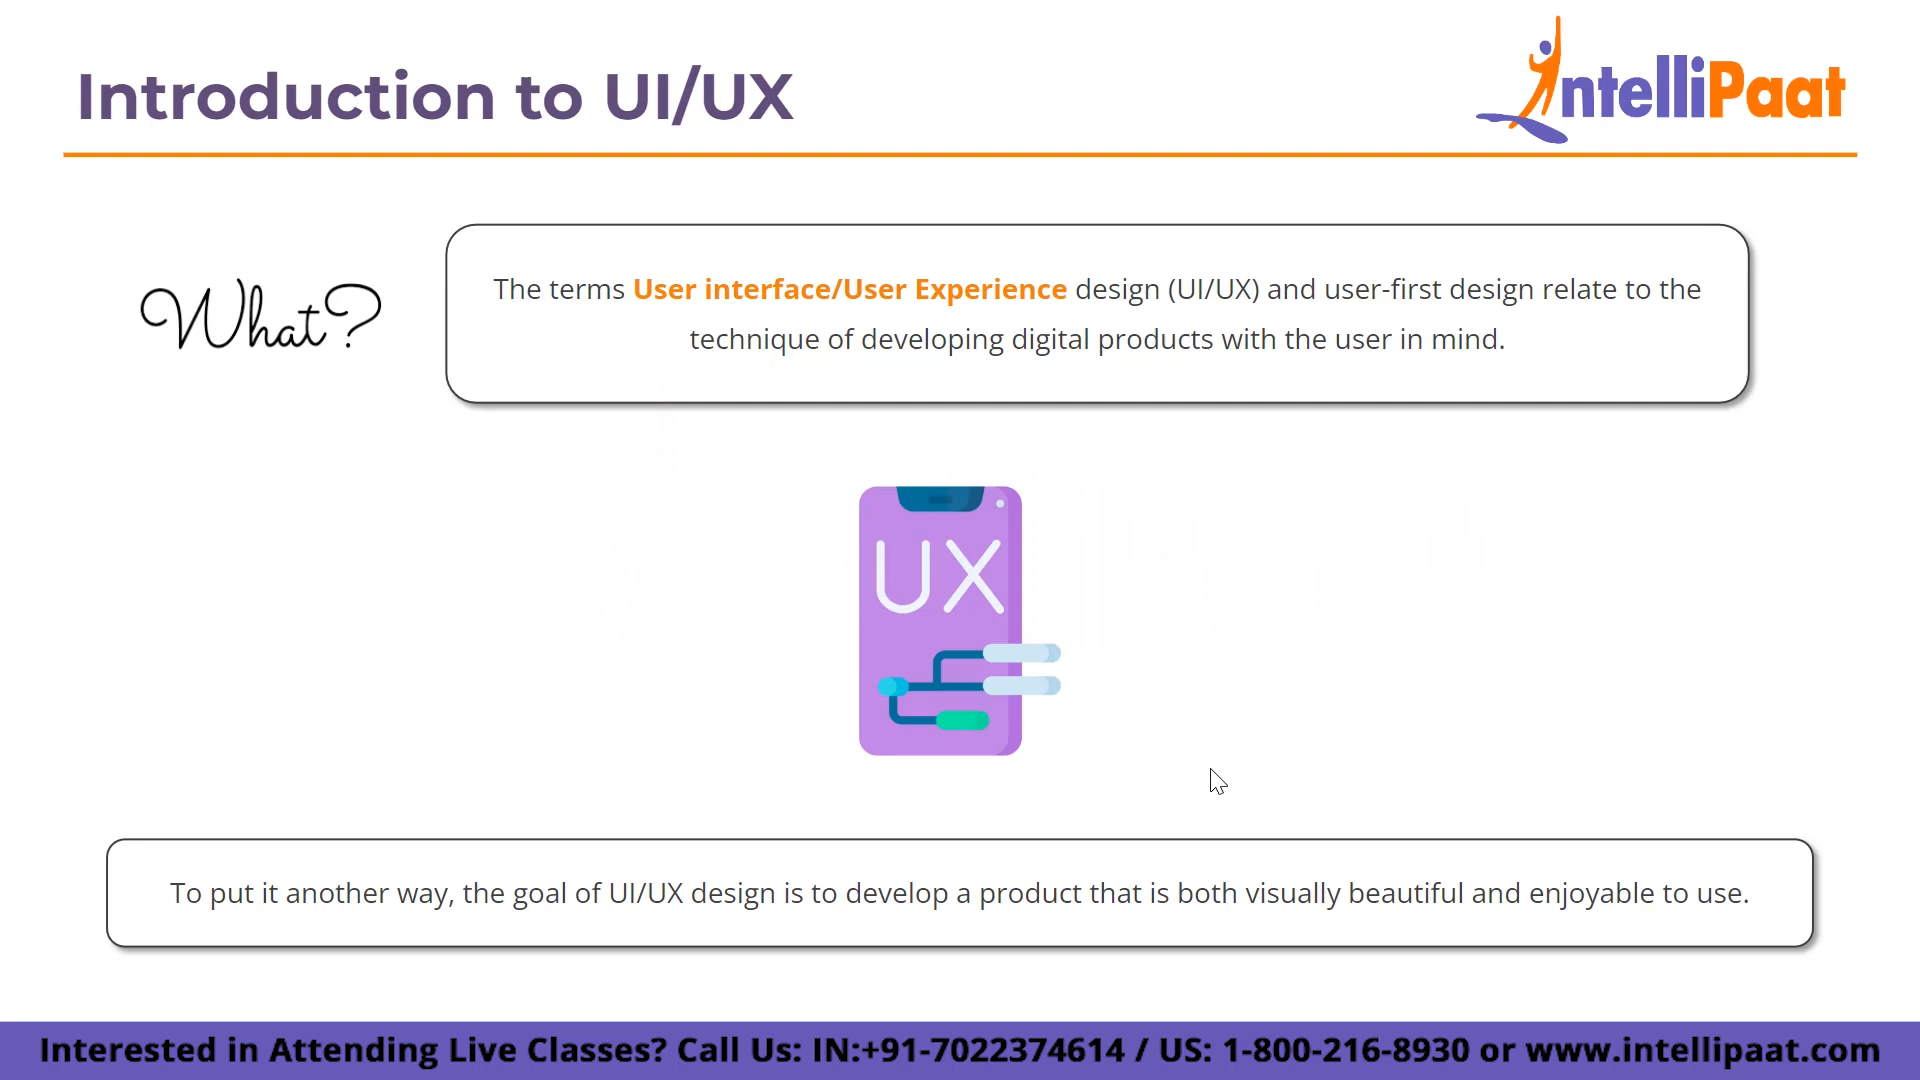 Introduction to UI/UX
ntelliPaat
What?
The terms User interface/User Experience design (UI/UX) and user-first design relate to the
technique of developing digital products with the user in mind.
UX
To put it another way, the goal of UI/UX design is to develop a product that is both visually beautiful and enjoyable to use.
Interested in Attending Live Classes? Call Us: IN:+91-7022374614 / US: 1-800-216-8930 or www.intellipaat.com